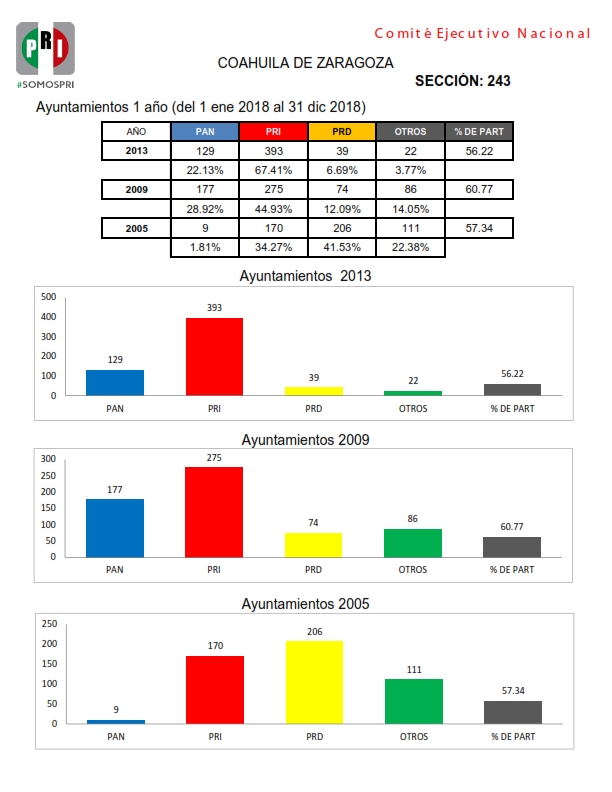 Comité Ejecutivo Nacional
PRI
#SOMOSPRI
COAHUILA DE ZARAGOZA
SECCIÓN: 243
Ayuntamientos 1 año (del 1 ene 2018 al 31 dic 2018)
AÑO PAN PRI PRD OTROS % DE PART
2013 129 393 39 22 56.22
22.13% 67.41% 6.69% 3.77%
2009 177 275 74 86 60.77
28.92% 44.93% 12.09% 14.05%
2005 9 170 206 111 57.34
1.81% 34.27% 41.53% 22.38%
Ayuntamientos 2013
500
400
300
200
100
0
129 393 39 22 56.22
PAN PRI PRD OTROS % DE PART
Ayuntamientos 2009
300
250
200
150
100
50
0
177 275 74 86 60.77
PAN PRI PRD OTROS % DE PART
Ayuntamientos 2005
250
200
150
100
50
0
9 170 206 111 57.34
PAN PRI PRD OTROS % DE PART